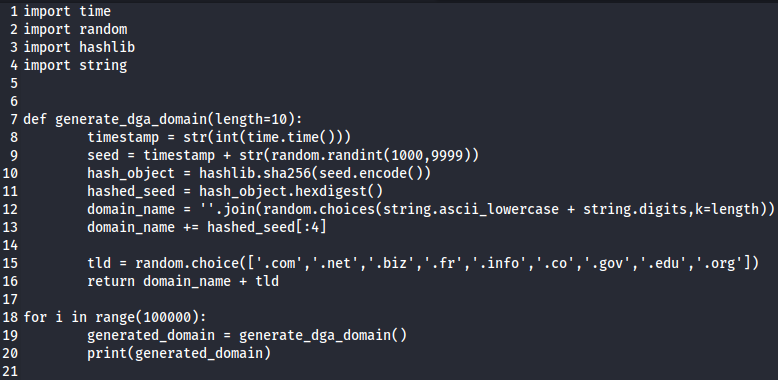 1 import time
2 import random
3 import hashlib
4 import string
5
6
7 def generate_dga_domain(length=10):
8         timestamp = str(int(time.time()))
9         seed = timestamp + str(random.randint(1000,9999))
10         hash_object = hashlib.sha256(seed.encode())
11         hashed_seed = hash_object.hexdigest()
12         domain_name = ''.join(random.choices(string.ascii_lowercase + string.digits,k=length))
13         domain_name += hashed_seed[:4]
14
15         tld = random.choice(['.com','.net','.biz','.fr','.info','.co','.gov','.edu','.org'])
16         return domain_name + tld
17
18 for i in range(100000):
19         generated_domain = generate_dga_domain()
20         print(generated_domain)
21